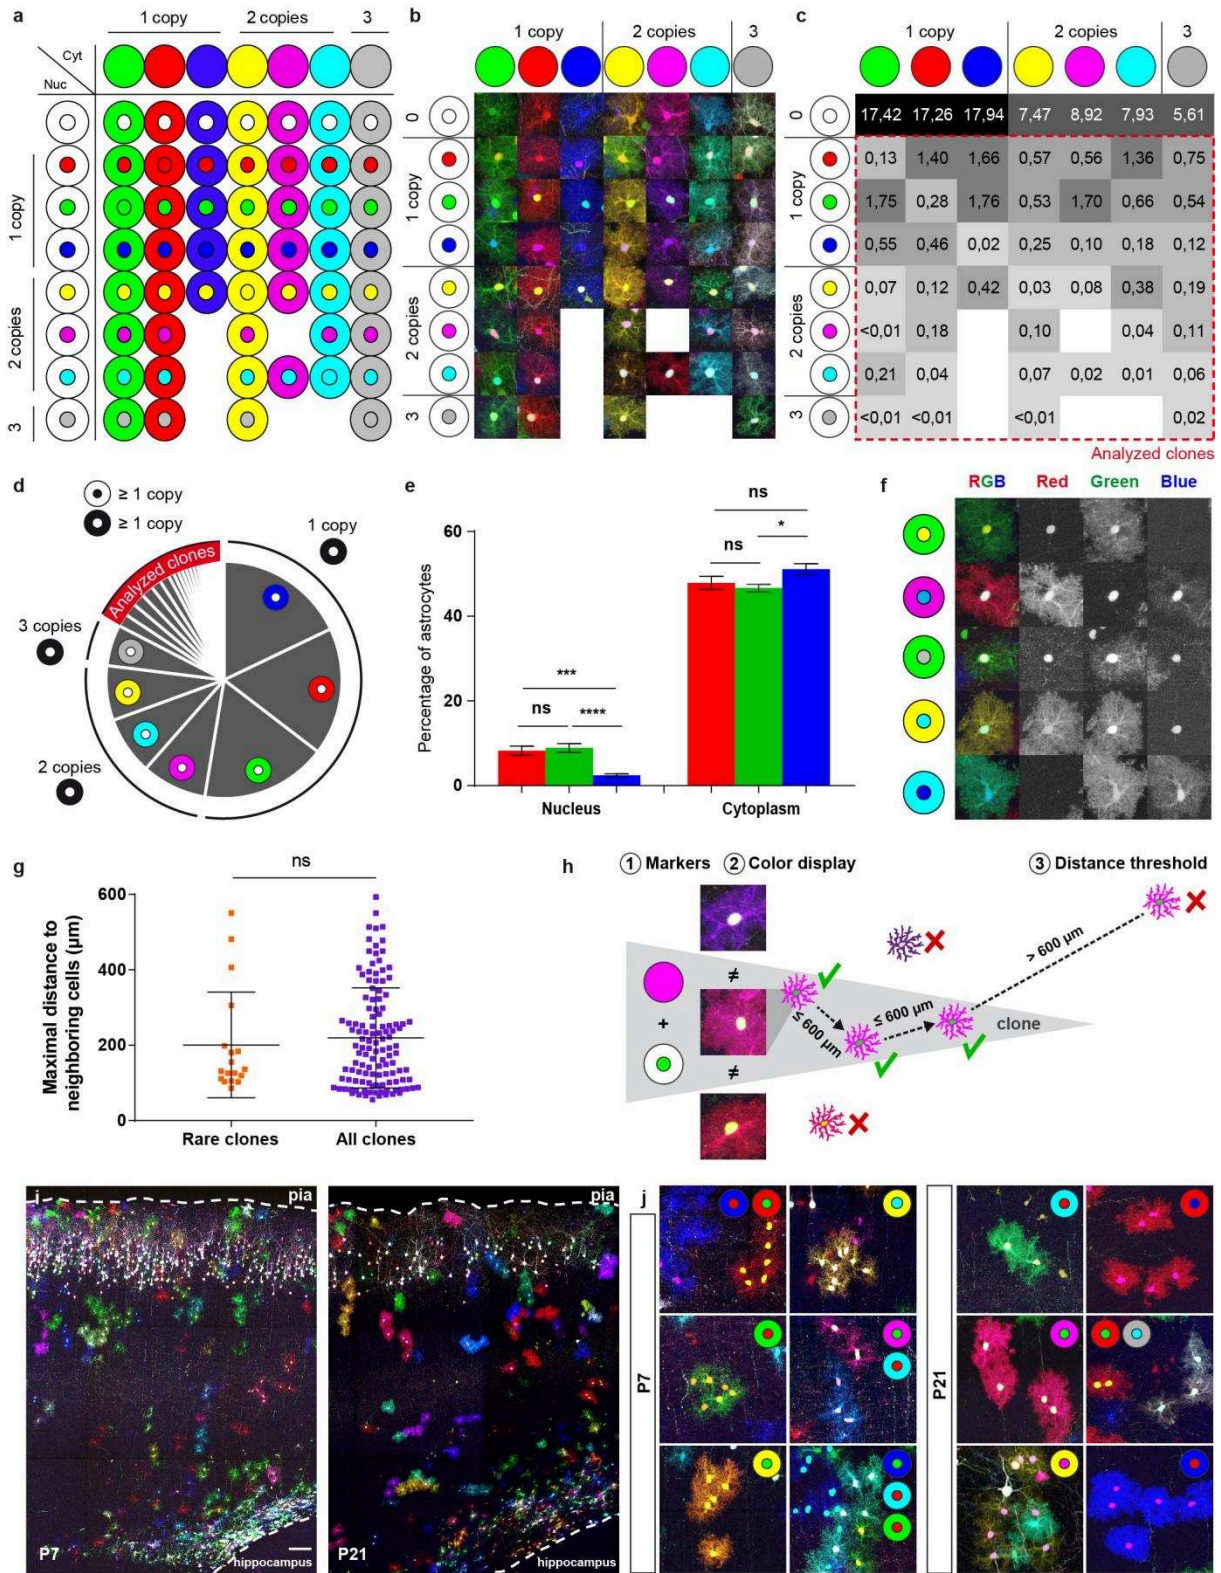 a
1 copy
2 copies
3
Cyt
Nuc
1 copy
2 copies
3
b
1 copy
2 copies
3
0
1 copy
2 copies
3
c
1 copy
2 copies
3
17,42 17,26 17,94 7,47 8,92 7,93 5,61
0,13 1,40 1,66 0,57 0,56 1,36 0,75
1,75 0,28 1,76 0,53 1,70 0,66 0,54
0,55 0,46 0,02 0,25 0,10 0,18 0,12
0,07 0,12 0,42 0,03 0,08 0,38 0,19
<0,01 0,18 0,10 0,04 0,11
0,21 0,04 0,07 0,02 0,01 0,06
<0,01 <0,01 <0,01 0,02
0
1 copy
2 copies
3
Analyzed clones
d
≥ 1 copy
≥ 1 copy
1 copy
Analyzed clones
3 copies
2 copies
e
Percentage of astrocytes
60
40
20
0
***
ns ****
ns
*
ns
Nucleus Cytoplasm
f
RGB Red Green Blue
g
ns
Maximal distance to
neighboring cells (µm)
600
400
200
0
Rare clones All clones
h
1 Markers 2 Color display 3 Distance threshold
≠
+
≠
≤ 600 µm
≤ 600 µm
> 600 µm
clone
i
pia
P7
hippocampus
pia
P21
hippocampus
j
P7
P21